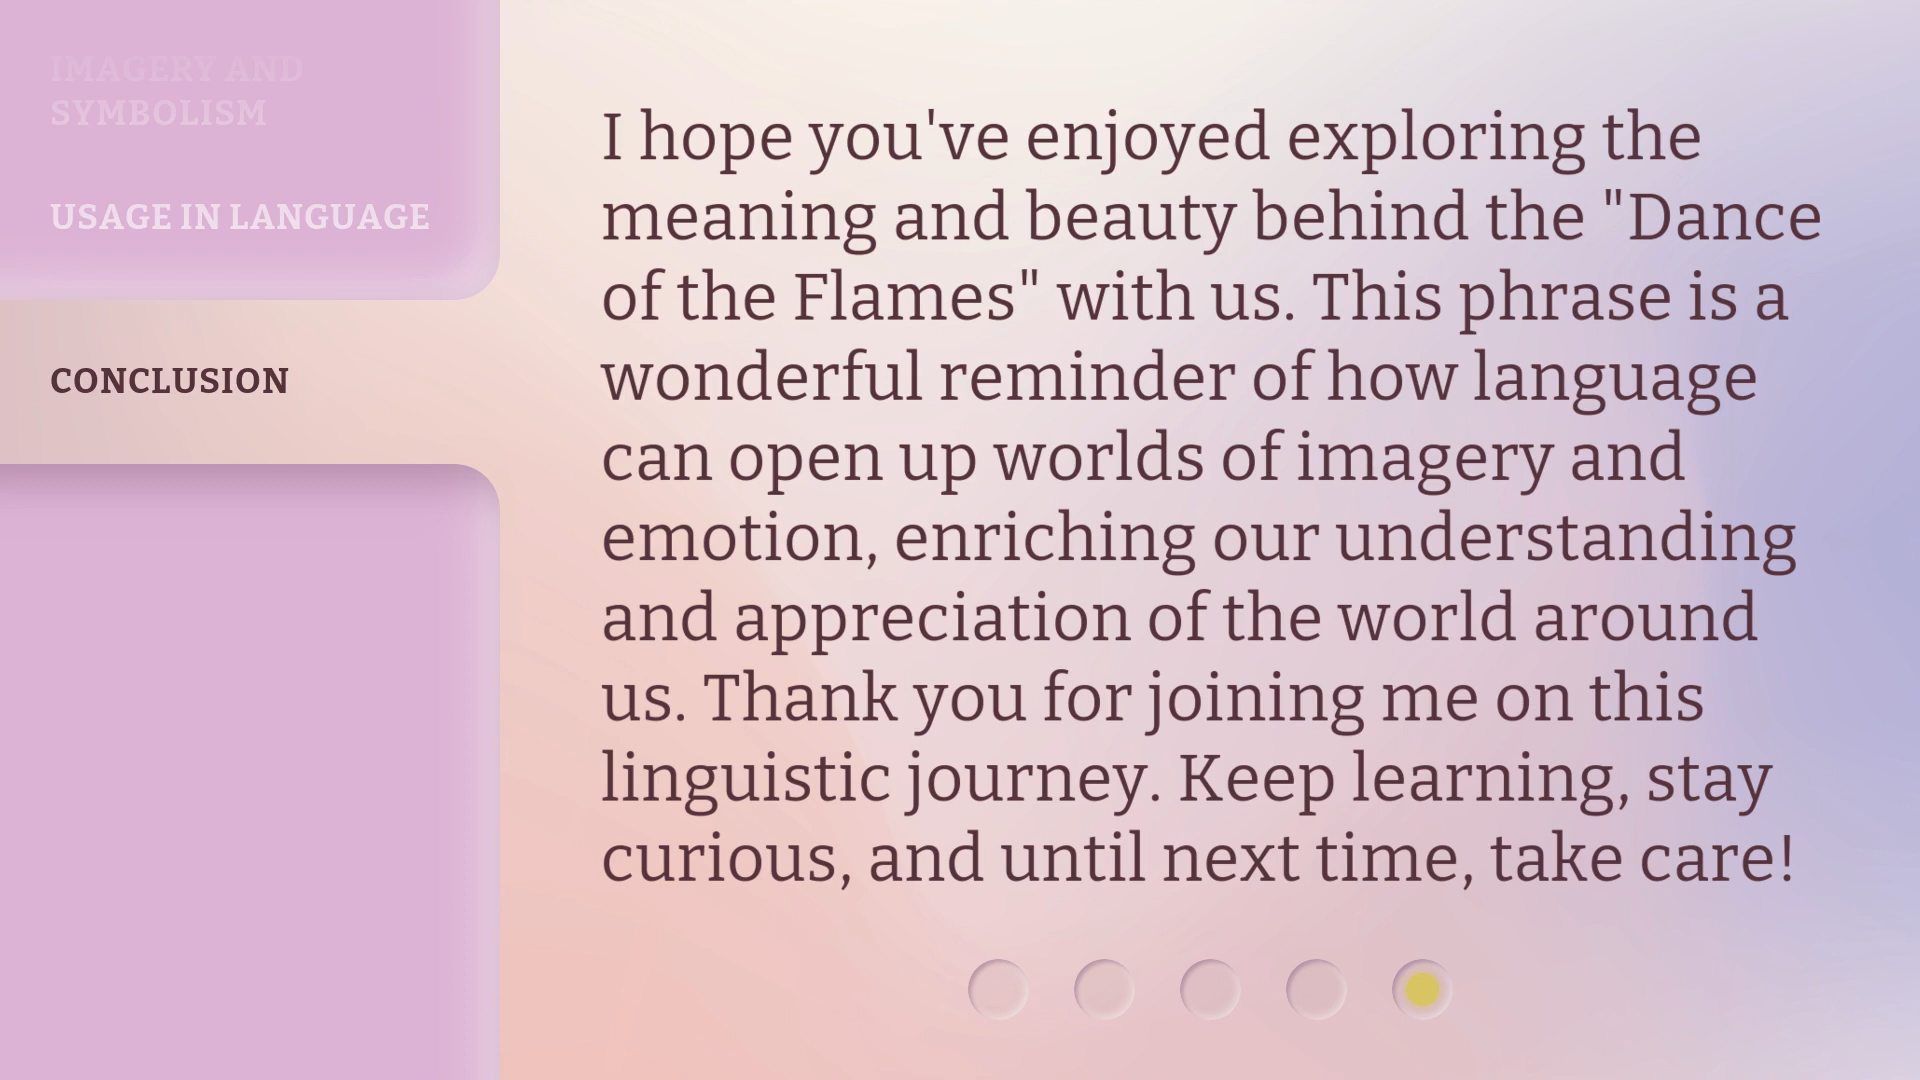 IMAGERY AND
SYMBOLISM
USAGE IN LANGUAGE
CONCLUSION
I hope you've enjoyed exploring the
meaning and beauty behind the "Dance
of the Flames" with us. This phrase is a
wonderful reminder of how language
can open up worlds of imagery and
emotion, enriching our understanding
and appreciation of the world around
us. Thank you for joining me on this
linguistic journey. Keep learning, stay
curious, and until next time, take care!